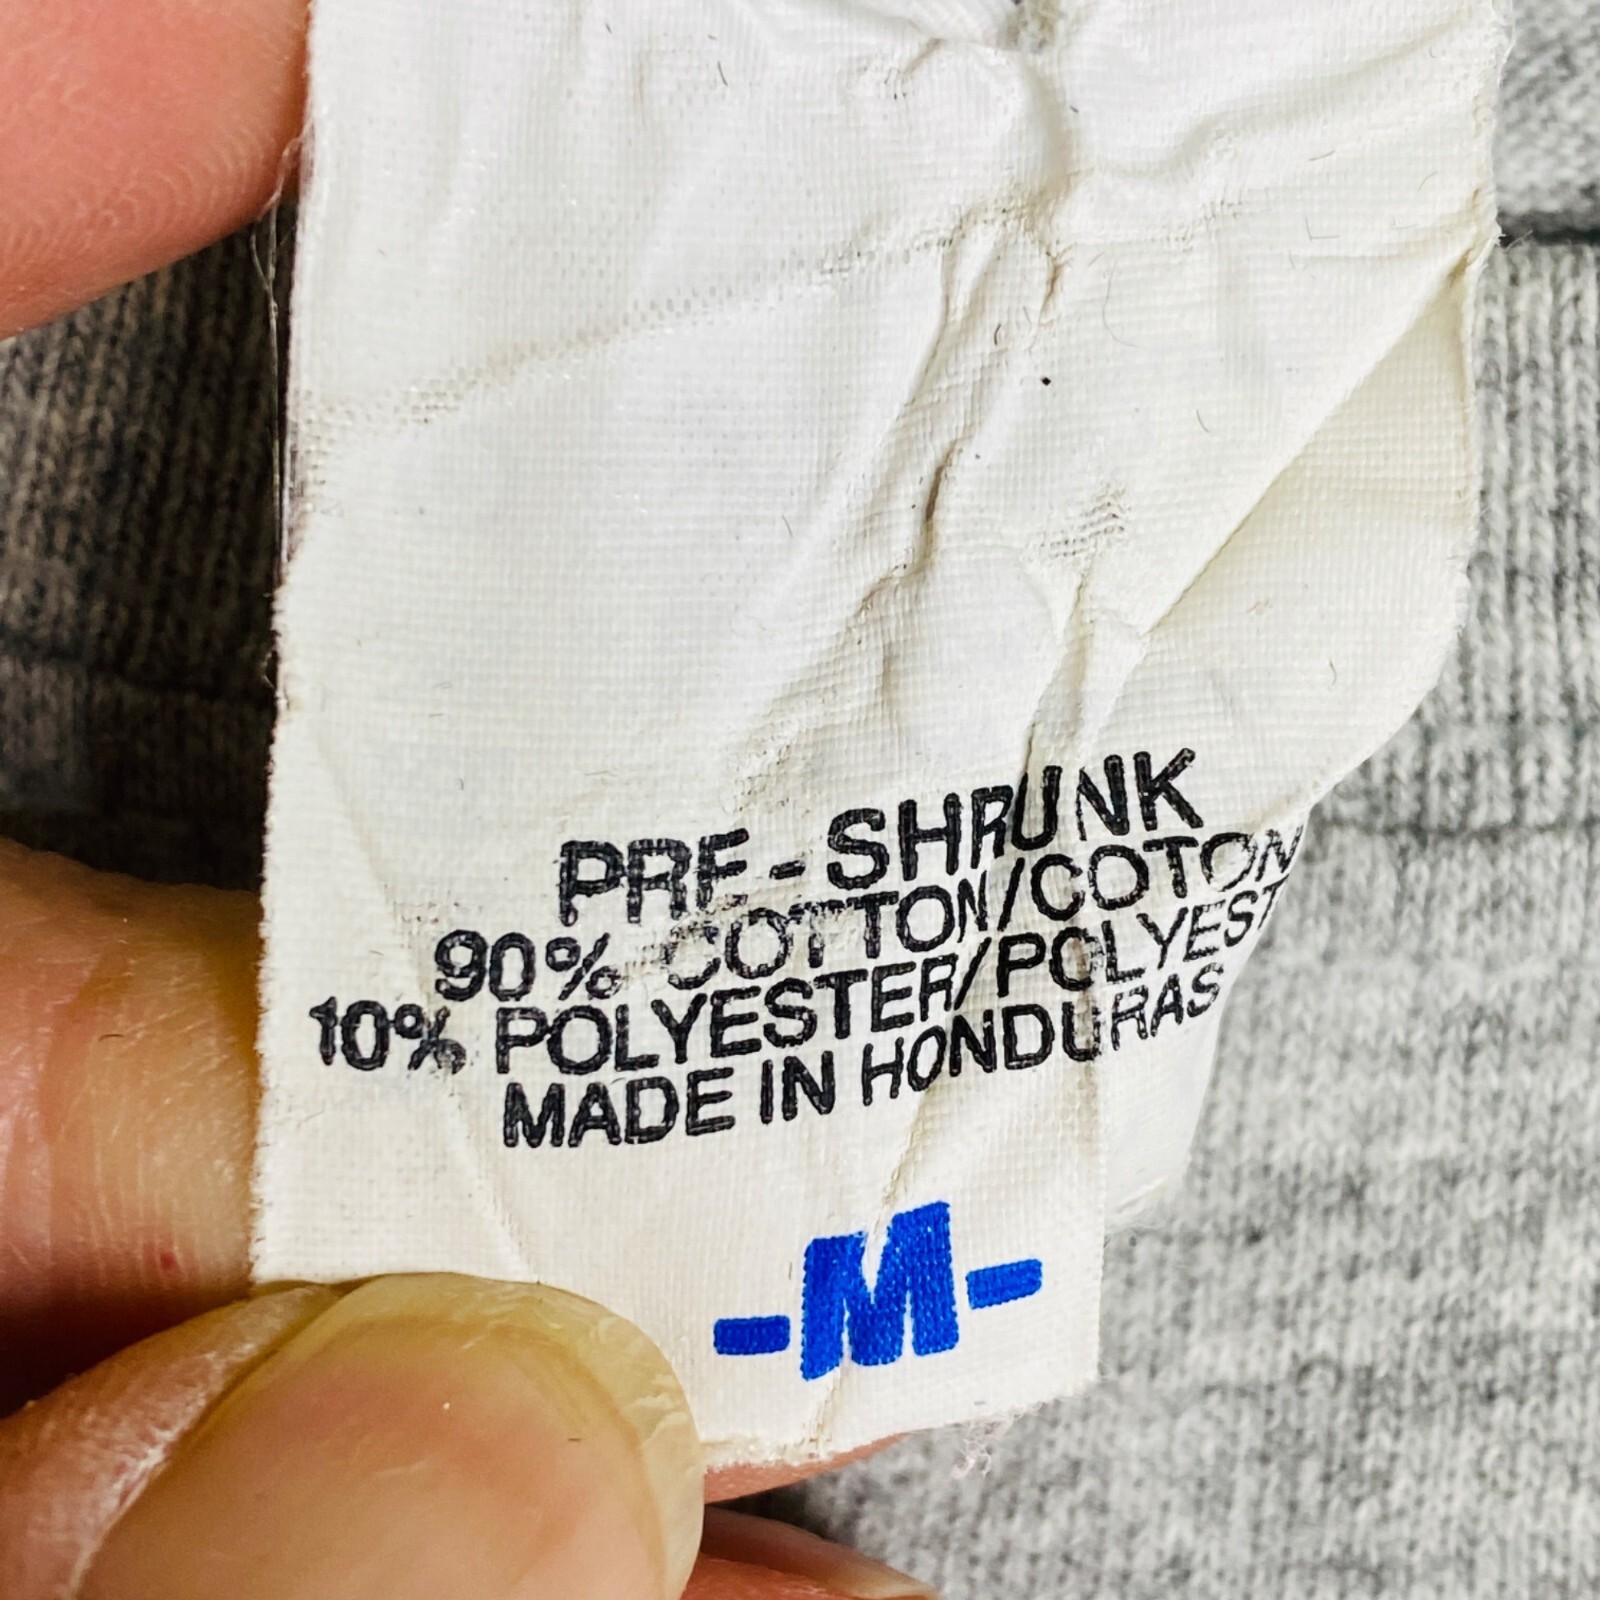 PRE-SHRUNK
90% COTTON/COTON
10% POLYESTER/POLYEST
MADE IN HONDURAS
-M-